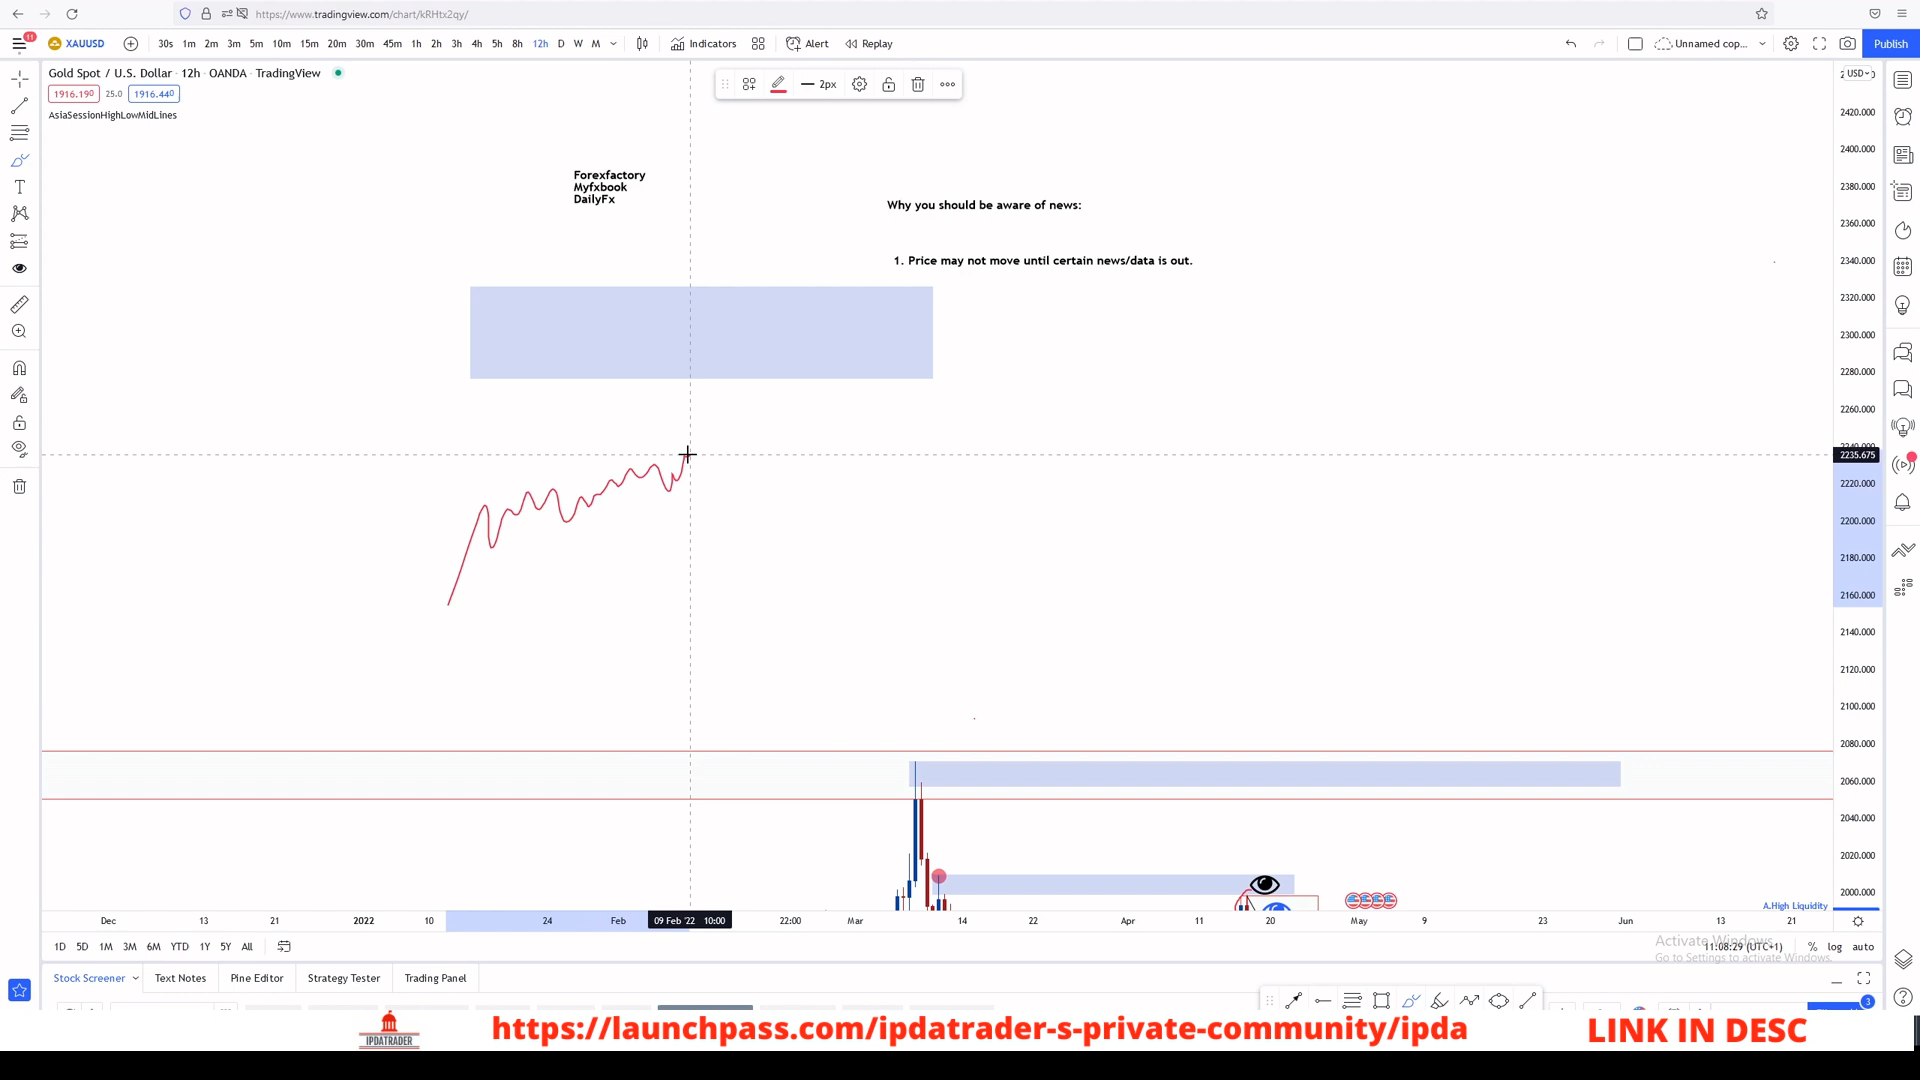 https://www.tradingview.com/chart/kRHtx2qy/
11
XAUUSD
30s 1m 2m 3m 5m 10m 15m 20m 30m 45m 1h 2h 3h 4h 5h 8h 12h D W M
Indicators
Alert
Replay
Unnamed cop...
Publish
Gold Spot / U.S. Dollar · 12h · OANDA · TradingView
1916.190 25.0 1916.440
AsiaSessionHighLowMidLines
2px
USD
2420.000
2400.000
Forexfactory
Myfxbook
DailyFx
2380.000
Why you should be aware of news:
2360.000
1. Price may not move until certain news/data is out.
2340.000
2320.000
2300.000
2280.000
2260.000
2240.000
2235.675
2220.000
2200.000
2180.000
2160.000
2140.000
2120.000
2100.000
2080.000
2060.000
2040.000
2020.000
2000.000
A.High Liquidity
Dec 13 21 2022 10 24 Feb 09 Feb '22 10:00 22:00 Mar 14 22 Apr 11 20 May 9 23 Jun 13 21
1D 5D 1M 3M 6M YTD 1Y 5Y All
11:08:29 (UTC+1) % log auto
Activate Windows
Go to Settings to activate Windows.
Stock Screener Text Notes Pine Editor Strategy Tester Trading Panel
3
IPDATRADER
https://launchpass.com/ipdatrader-s-private-community/ipda
LINK IN DESC